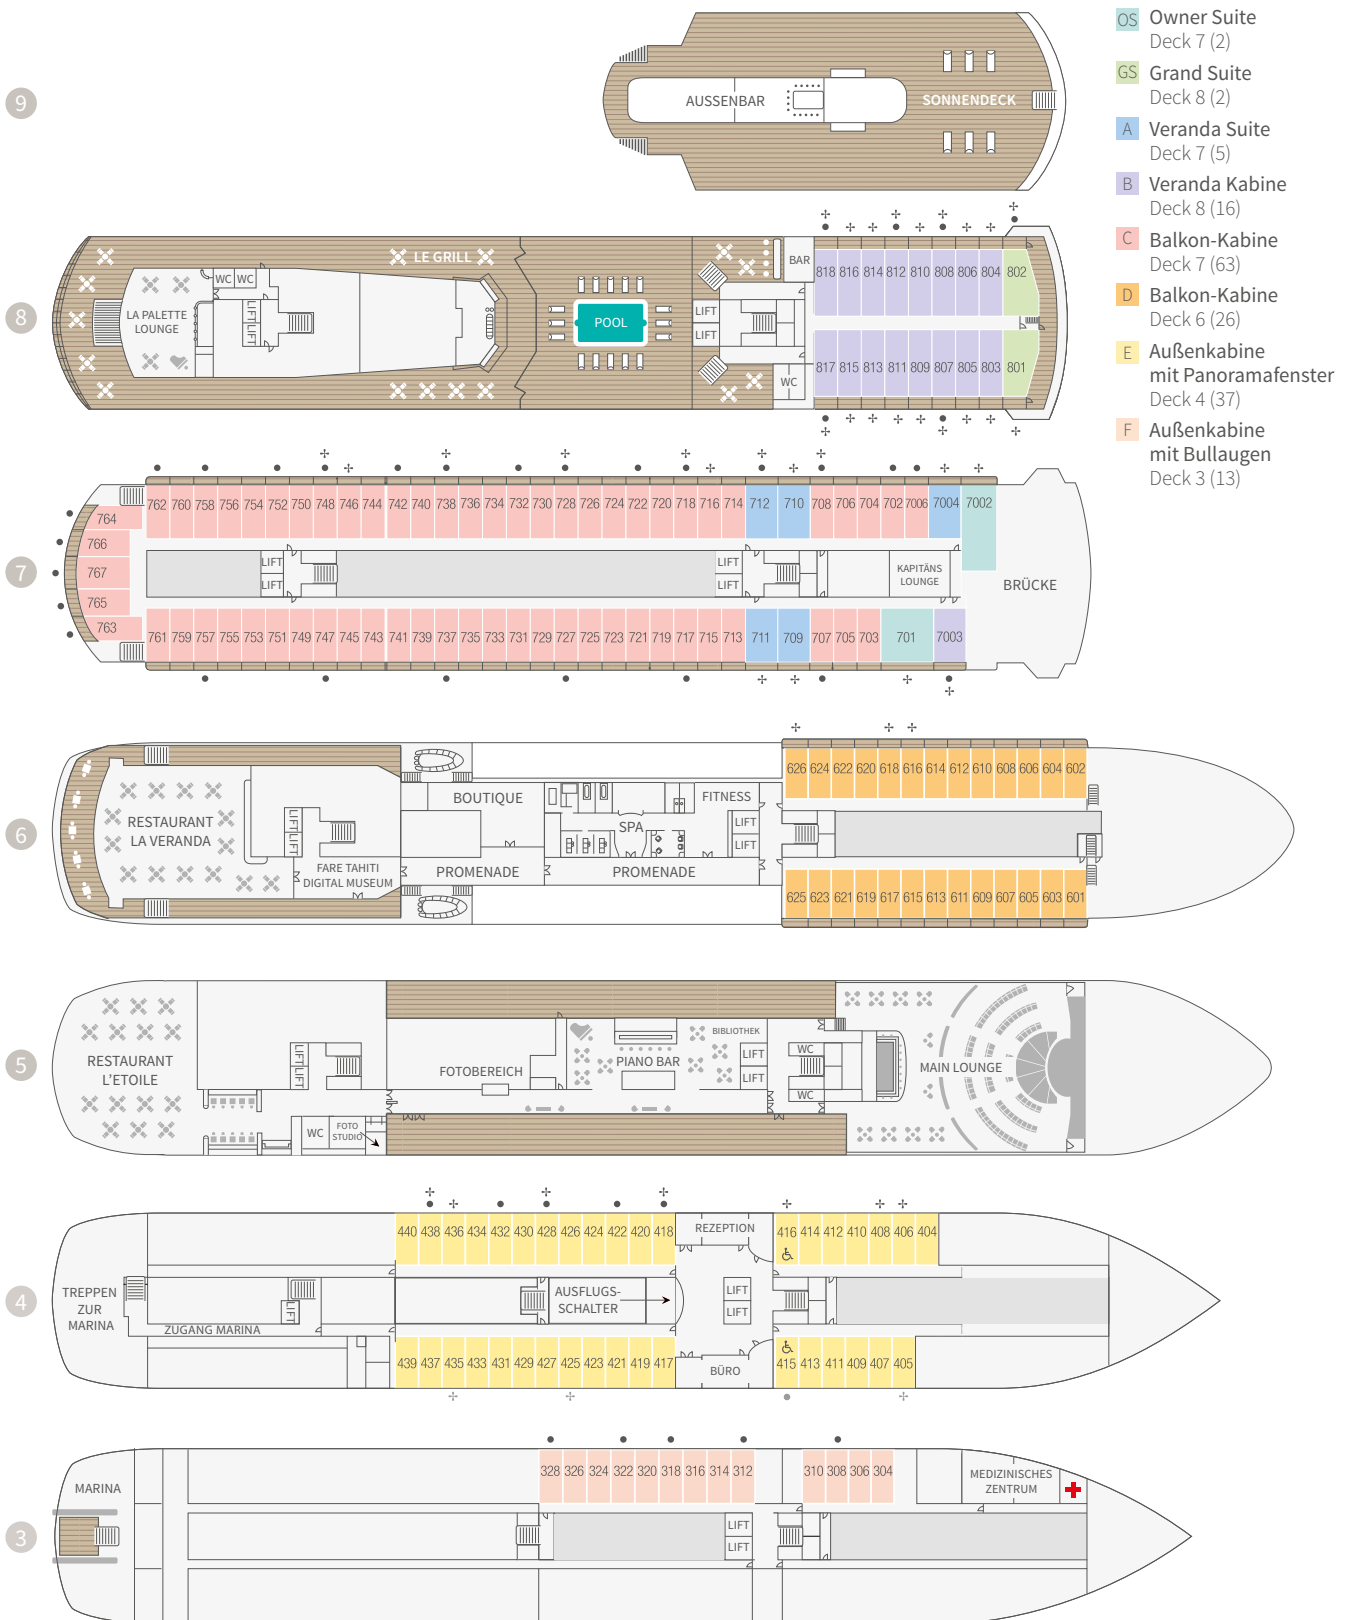 OS Owner Suite
Deck 7 (2)
GS Grand Suite
Deck 8 (2)
A Veranda Suite
Deck 7 (5)
B Veranda Kabine
Deck 8 (16)
C Balkon-Kabine
Deck 7 (63)
D Balkon-Kabine
Deck 6 (26)
E Außenkabine
mit Panoramafenster
Deck 4 (37)
F Außenkabine
mit Bullaugen
Deck 3 (13)
9
AUSSENBAR
SONNENDECK
8
LE GRILL
BAR
WC WC
LA PALETTE
LOUNGE
LIFT
LIFT
POOL
LIFT
LIFT
WC
818 816 814 812 810 808 806 804 802
817 815 813 811 809 807 805 803 801
7
762 760 758 756 754 752 750 748 746 744 742 740 738 736 734 732 730 728 726 724 722 720 718 716 714 712 710 708 706 704 702 7006 7004 7002
764
766
767
765
763
LIFT
LIFT
LIFT
LIFT
KAPITÄNS
LOUNGE
BRÜCKE
761 759 757 755 753 751 749 747 745 743 741 739 737 735 733 731 729 727 725 723 721 719 717 715 713 711 709 707 705 703 701 7003
6
626 624 622 620 618 616 614 612 610 608 606 604 602
BOUTIQUE
FITNESS
RESTAURANT
LA VERANDA
LIFT
LIFT
SPA
LIFT
LIFT
FARE TAHITI
DIGITAL MUSEUM
PROMENADE
PROMENADE
625 623 621 619 617 615 613 611 609 607 605 603 601
5
RESTAURANT
L'ETOILE
LIFT
LIFT
FOTOBEREICH
PIANO BAR
BIBLIOTHEK
LIFT
LIFT
WC
WC
MAIN LOUNGE
WC
FOTO
STUDIO
4
440 438 436 434 432 430 428 426 424 422 420 418
REZEPTION
416 414 412 410 408 406 404
TREPPEN
ZUR
MARINA
LIFT
AUSFLUGS-
SCHALTER
LIFT
LIFT
ZUGANG MARINA
439 437 435 433 431 429 427 425 423 421 419 417
BÜRO
415 413 411 409 407 405
3
MARINA
328 326 324 322 320 318 316 314 312
310 308 306 304
MEDIZINISCHES
ZENTRUM
LIFT
LIFT